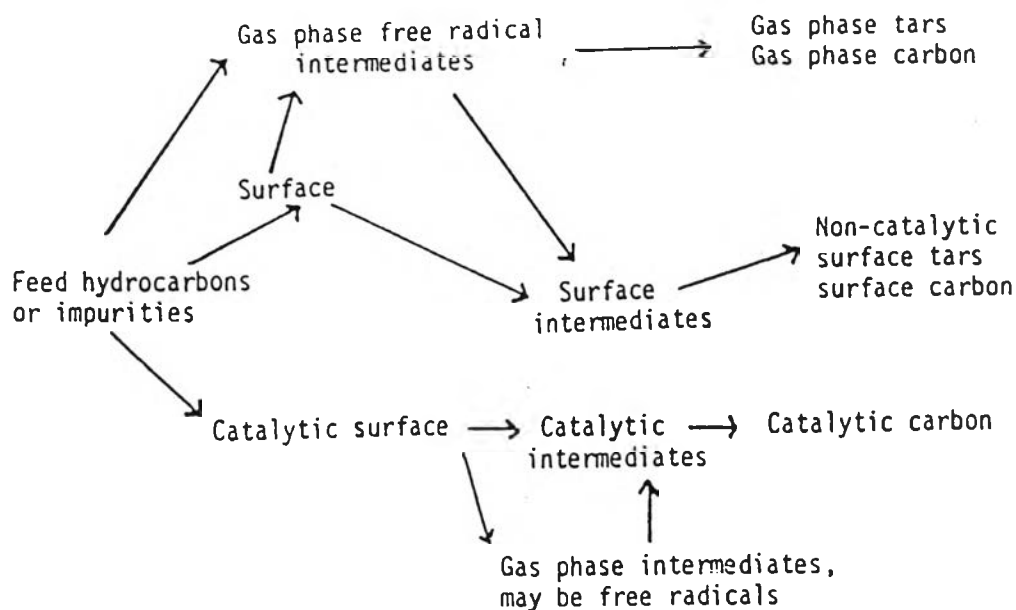 Gas phase free radical
intermediates
Gas phase tars
Gas phase carbon
Surface
Non-catalytic
surface tars
surface carbon
Feed hydrocarbons
or impurities
Surface
intermediates
Catalytic surface
Catalytic
intermediates
Catalytic carbon
Gas phase intermediates,
may be free radicals